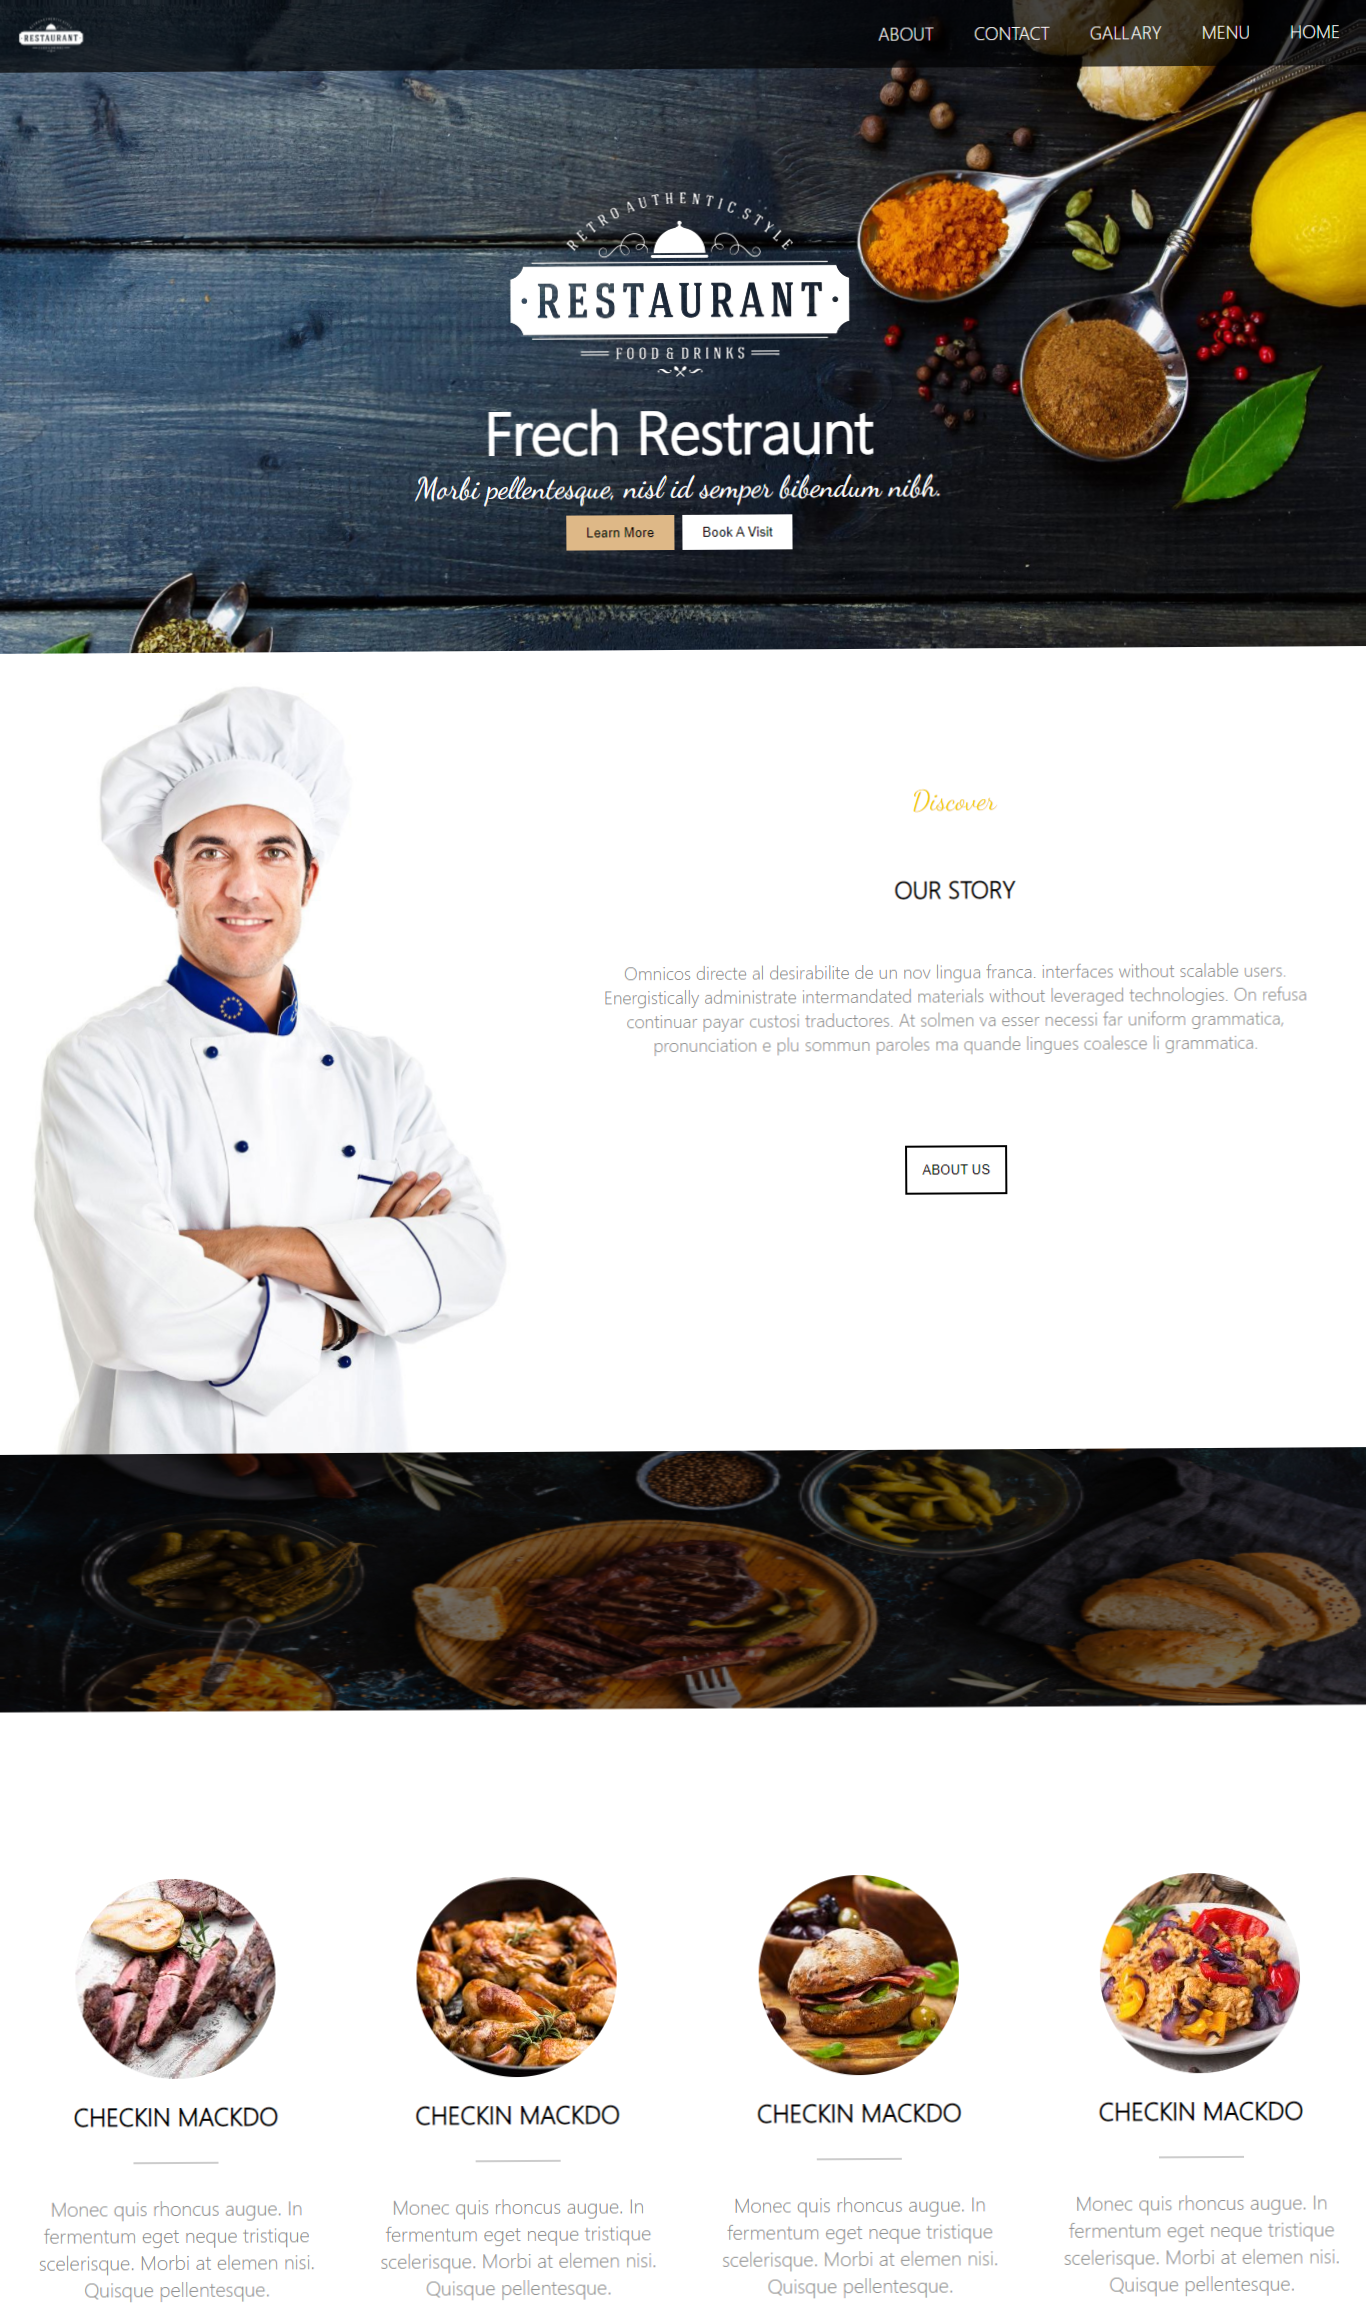 RESTAURANT
ABOUT CONTACT GALLARY MENU HOME
RETRO AUTHENTIC STYLE
· RESTAURANT ·
FOOD & DRINKS
Frech Restraunt
Morbi pellentesque, nisl id semper bibendum nibh.
Learn More Book A Visit
Discover
OUR STORY
Omnicos directe al desirabilite de un nov lingua franca. interfaces without scalable users.
Energistically administrate intermandated materials without leveraged technologies. On refusa
continuar payar custosi traductores. At solmen va esser necessi far uniform grammatica,
pronunciation e plu sommun paroles ma quande lingues coalesce li grammatica.
ABOUT US
CHECKIN MACKDO
Monec quis rhoncus augue. In
fermentum eget neque tristique
scelerisque. Morbi at elemen nisi.
Quisque pellentesque.
CHECKIN MACKDO
Monec quis rhoncus augue. In
fermentum eget neque tristique
scelerisque. Morbi at elemen nisi.
Quisque pellentesque.
CHECKIN MACKDO
Monec quis rhoncus augue. In
fermentum eget neque tristique
scelerisque. Morbi at elemen nisi.
Quisque pellentesque.
CHECKIN MACKDO
Monec quis rhoncus augue. In
fermentum eget neque tristique
scelerisque. Morbi at elemen nisi.
Quisque pellentesque.